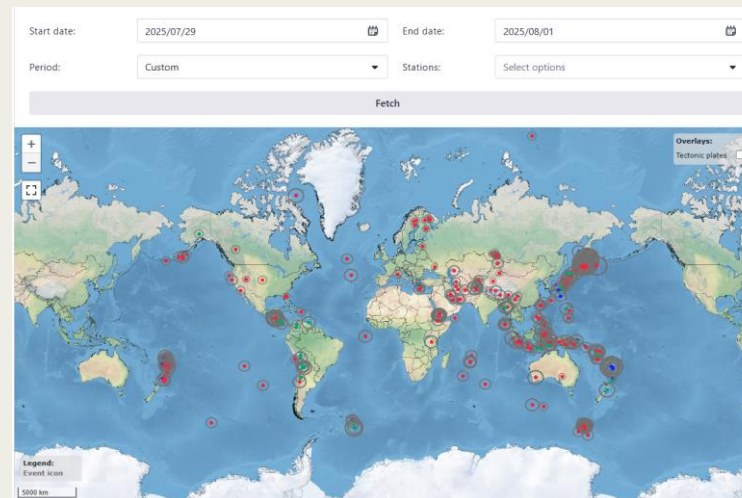 Start date:
2025/07/29
End date:
2025/08/01
Period:
Custom
Stations:
Select options
Fetch
+
−
Overlays:
Tectonic plates
Legend:
Event icon
5000 km